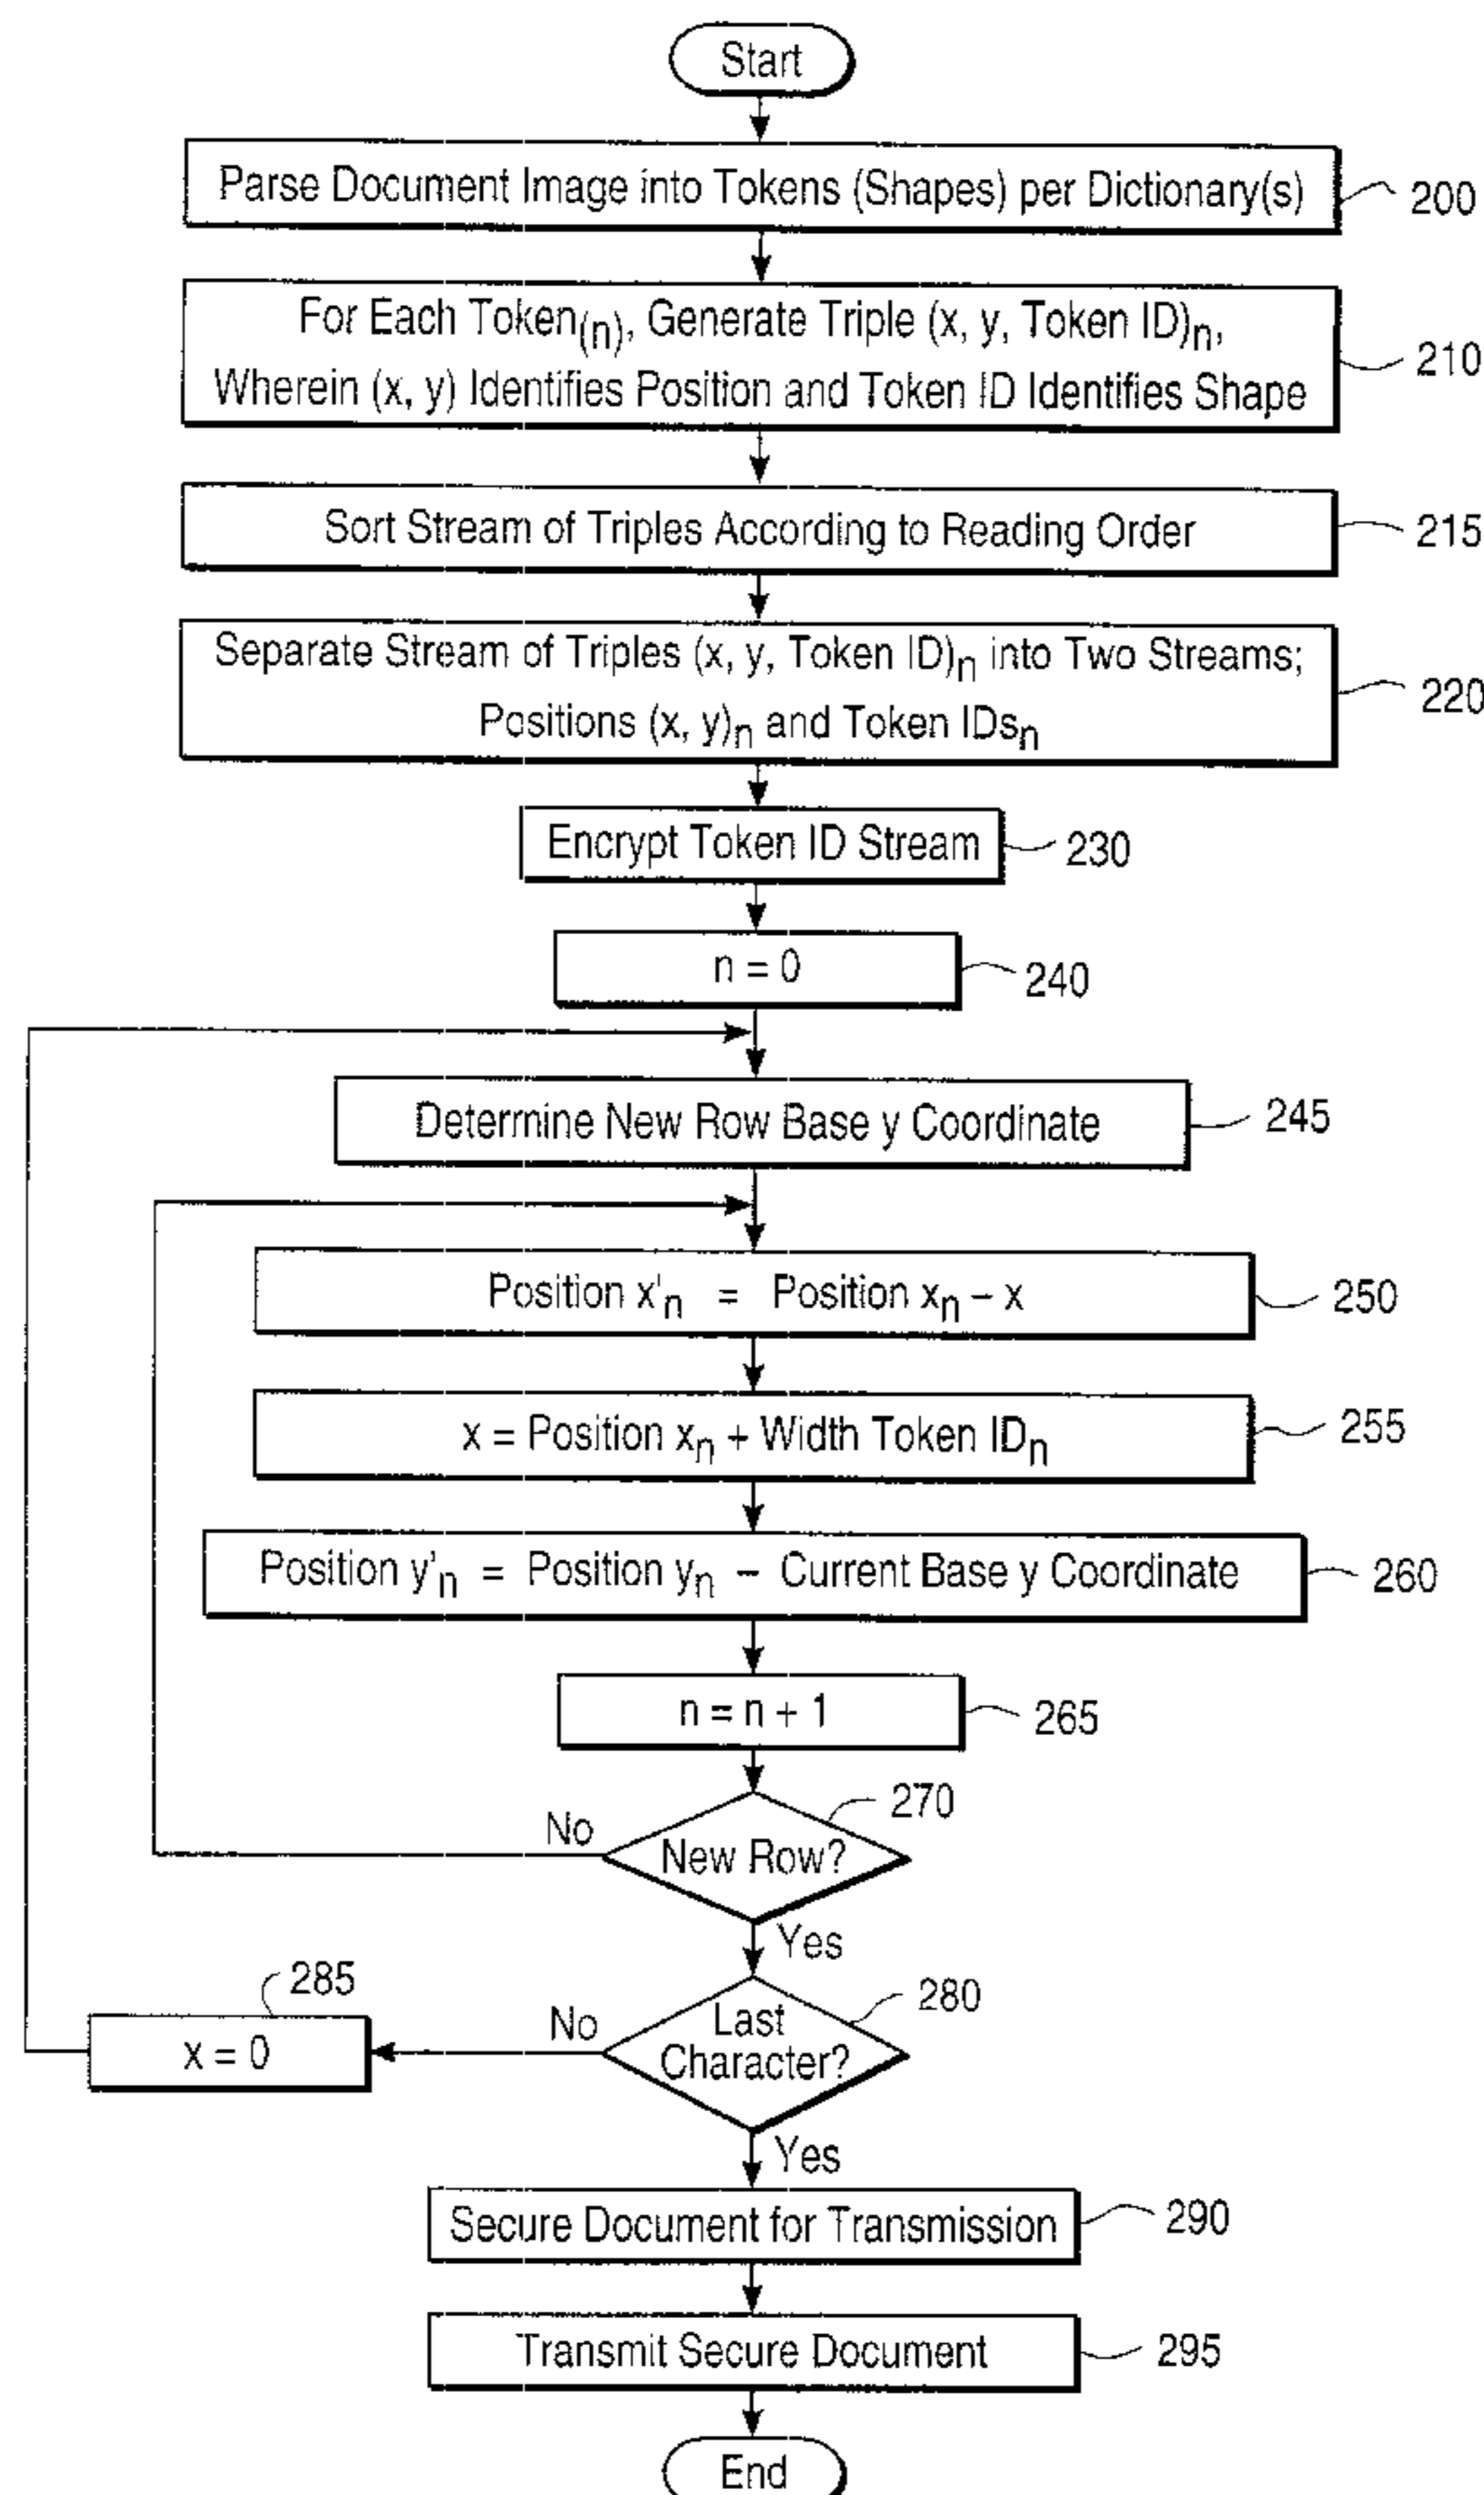 Start
Parse Document Image into Tokens (Shapes) per Dictionary(s)
200
For Each Token(n), Generate Triple (x, y, Token ID)n,
Wherein (x, y) Identifies Position and Token ID Identifies Shape
210
Sort Stream of Triples According to Reading Order
215
Separate Stream of Triples (x, y, Token ID)n into Two Streams;
Positions (x, y)n and Token IDsn
220
Encrypt Token ID Stream
230
n = 0
240
Determine New Row Base y Coordinate
245
Position x'n = Position xn – x
250
x = Position xn + Width Token IDn
255
Position y'n = Position yn – Current Base y Coordinate
260
n = n + 1
265
270
No
New Row?
Yes
285
280
No
Last
Character?
x = 0
Yes
Secure Document for Transmission
290
Transmit Secure Document
295
End